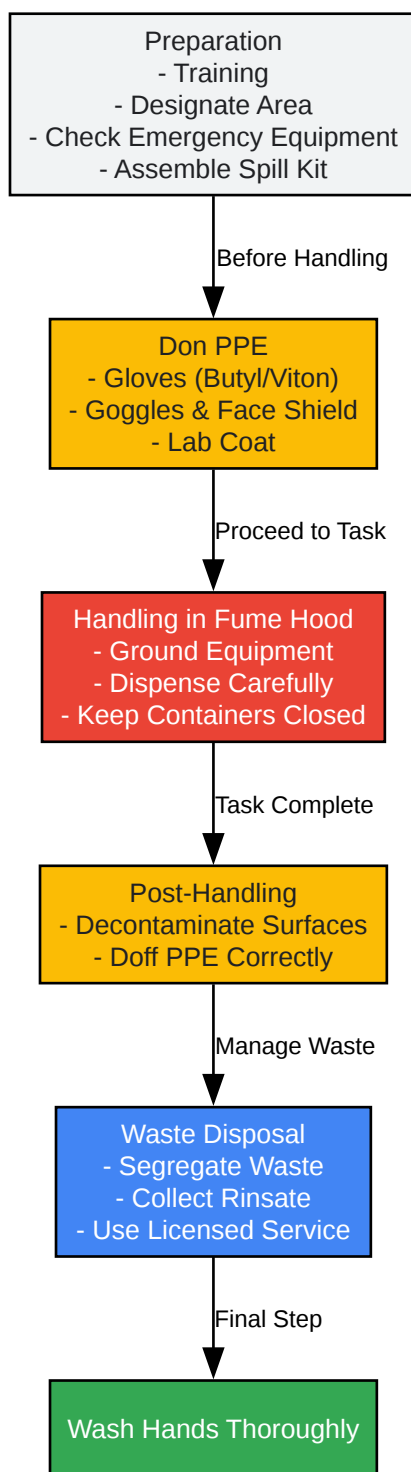 Preparation
- Training
- Designate Area
- Check Emergency Equipment
- Assemble Spill Kit
Before Handling
Don PPE
- Gloves (Butyl/Viton)
- Goggles & Face Shield
- Lab Coat
Proceed to Task
Handling in Fume Hood
- Ground Equipment
- Dispense Carefully
- Keep Containers Closed
Task Complete
Post-Handling
- Decontaminate Surfaces
- Doff PPE Correctly
Manage Waste
Waste Disposal
- Segregate Waste
- Collect Rinsate
- Use Licensed Service
Final Step
Wash Hands Thoroughly